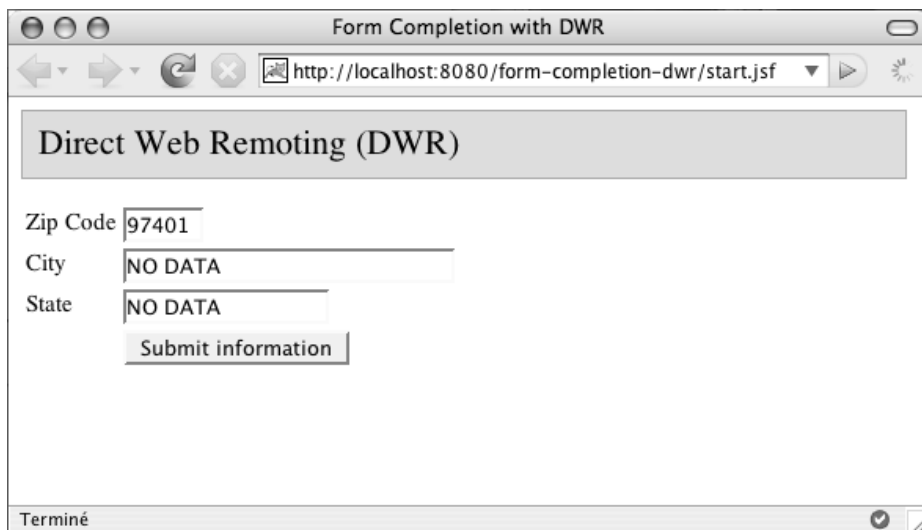 Form Completion with DWR
http://localhost:8080/form-completion-dwr/start.jsf
Direct Web Remoting (DWR)
Zip Code 97401
City NO DATA
State NO DATA
Submit information
Terminé